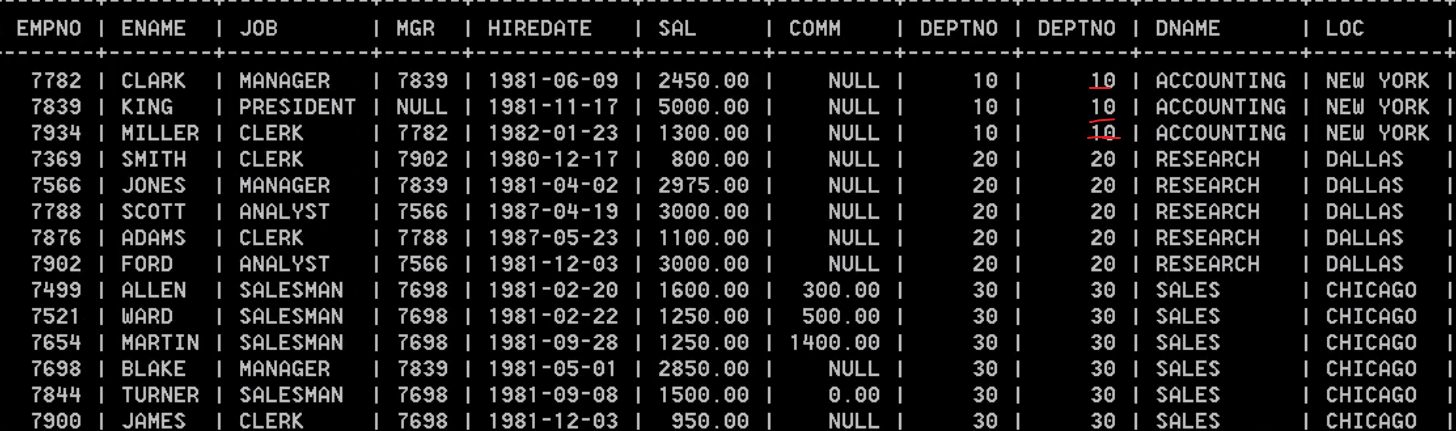 EMPNO | ENAME | JOB | MGR | HIREDATE | SAL | COMM | DEPTNO | DEPTNO | DNAME | LOC |
7782 | CLARK | MANAGER | 7839 | 1981-06-09 | 2450.00 | NULL | 10 | 10 | ACCOUNTING | NEW YORK |
7839 | KING | PRESIDENT | NULL | 1981-11-17 | 5000.00 | NULL | 10 | 10 | ACCOUNTING | NEW YORK |
7934 | MILLER | CLERK | 7782 | 1982-01-23 | 1300.00 | NULL | 10 | 10 | ACCOUNTING | NEW YORK |
7369 | SMITH | CLERK | 7902 | 1980-12-17 | 800.00 | NULL | 20 | 20 | RESEARCH | DALLAS |
7566 | JONES | MANAGER | 7839 | 1981-04-02 | 2975.00 | NULL | 20 | 20 | RESEARCH | DALLAS |
7788 | SCOTT | ANALYST | 7566 | 1987-04-19 | 3000.00 | NULL | 20 | 20 | RESEARCH | DALLAS |
7876 | ADAMS | CLERK | 7788 | 1987-05-23 | 1100.00 | NULL | 20 | 20 | RESEARCH | DALLAS |
7902 | FORD | ANALYST | 7566 | 1981-12-03 | 3000.00 | NULL | 20 | 20 | RESEARCH | DALLAS |
7499 | ALLEN | SALESMAN | 7698 | 1981-02-20 | 1600.00 | 300.00 | 30 | 30 | SALES | CHICAGO |
7521 | WARD | SALESMAN | 7698 | 1981-02-22 | 1250.00 | 500.00 | 30 | 30 | SALES | CHICAGO |
7654 | MARTIN | SALESMAN | 7698 | 1981-09-28 | 1250.00 | 1400.00 | 30 | 30 | SALES | CHICAGO |
7698 | BLAKE | MANAGER | 7839 | 1981-05-01 | 2850.00 | NULL | 30 | 30 | SALES | CHICAGO |
7844 | TURNER | SALESMAN | 7698 | 1981-09-08 | 1500.00 | 0.00 | 30 | 30 | SALES | CHICAGO |
7900 | JAMES | CLERK | 7698 | 1981-12-03 | 950.00 | NULL | 30 | 30 | SALES | CHICAGO |